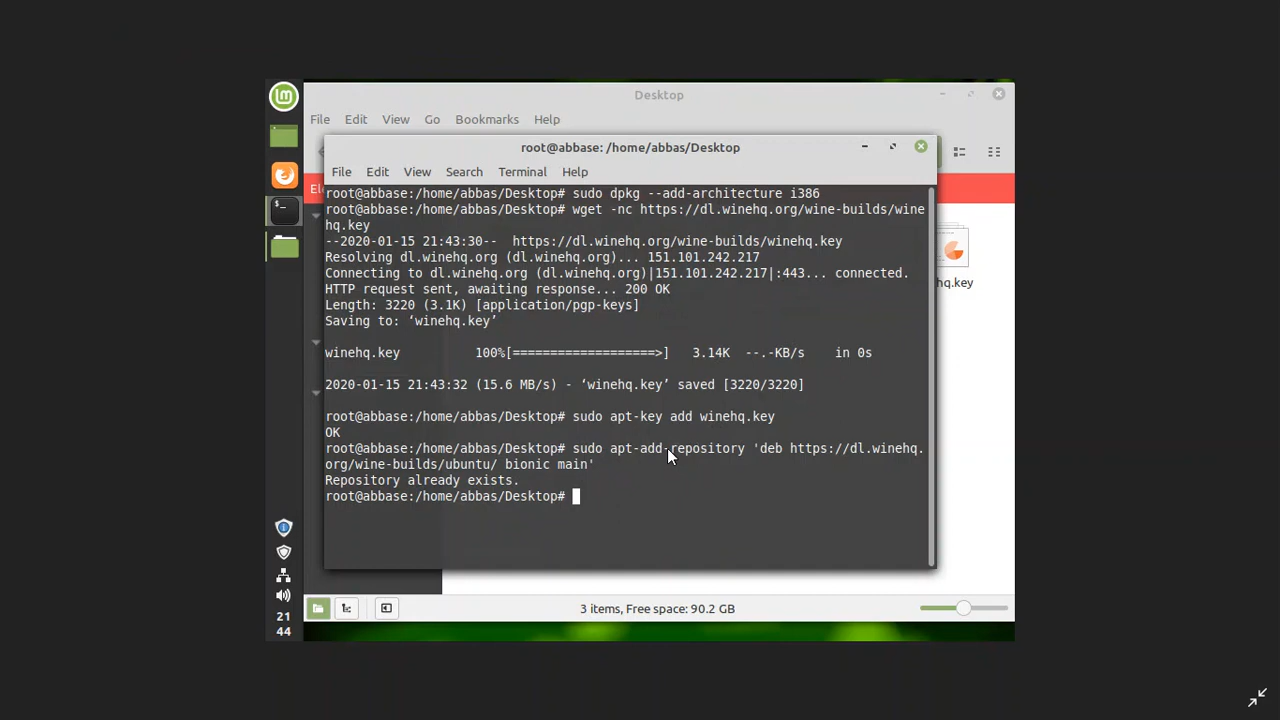 Desktop
File Edit View Go Bookmarks Help
root@abbase: /home/abbas/Desktop
File Edit View Search Terminal Help
El
root@abbase:/home/abbas/Desktop# sudo dpkg --add-architecture i386
root@abbase:/home/abbas/Desktop# wget -nc https://dl.winehq.org/wine-builds/wine
hq.key
--2020-01-15 21:43:30-- https://dl.winehq.org/wine-builds/winehq.key
Resolving dl.winehq.org (dl.winehq.org)... 151.101.242.217
Connecting to dl.winehq.org (dl.winehq.org)|151.101.242.217|:443... connected.
HTTP request sent, awaiting response... 200 OK
Length: 3220 (3.1K) [application/pgp-keys]
Saving to: ‘winehq.key’
winehq.key 100%[===================>] 3.14K --.-KB/s in 0s
2020-01-15 21:43:32 (15.6 MB/s) - ‘winehq.key’ saved [3220/3220]
root@abbase:/home/abbas/Desktop# sudo apt-key add winehq.key
OK
root@abbase:/home/abbas/Desktop# sudo apt-add-repository 'deb https://dl.winehq.
org/wine-builds/ubuntu/ bionic main'
Repository already exists.
root@abbase:/home/abbas/Desktop#
hq.key
3 items, Free space: 90.2 GB
21
44